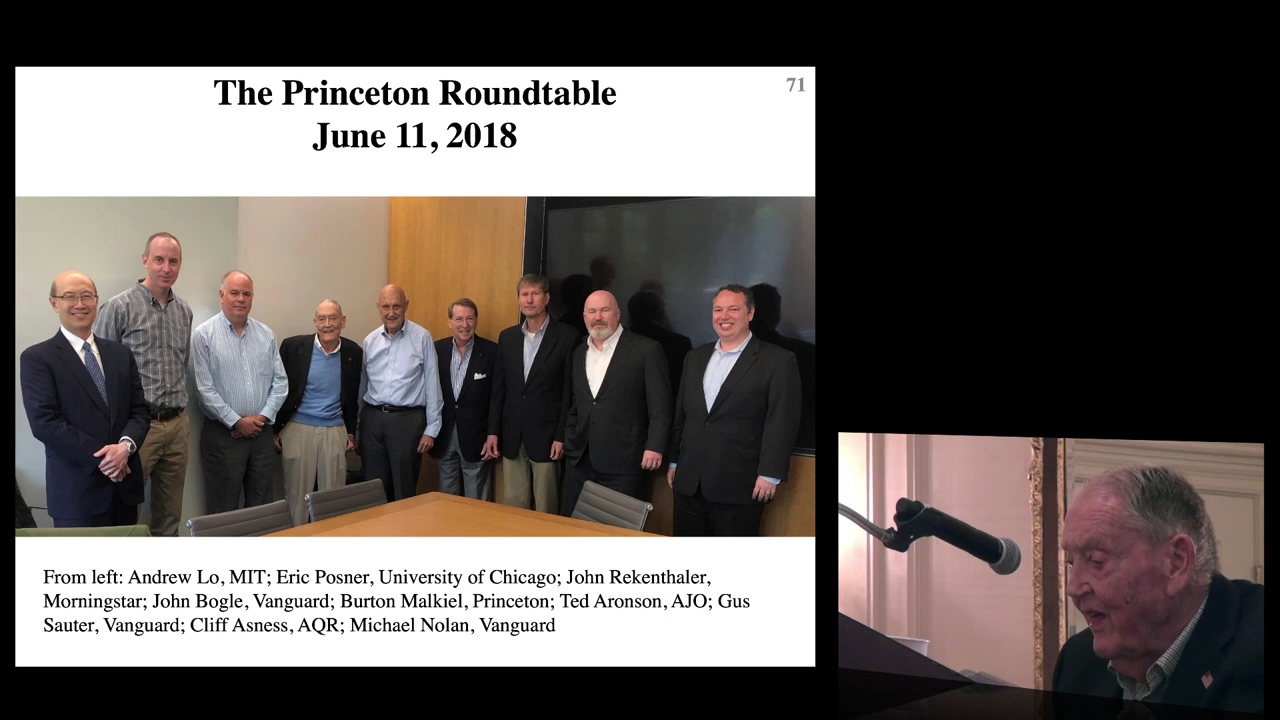 The Princeton Roundtable
71
June 11, 2018
From left: Andrew Lo, MIT; Eric Posner, University of Chicago; John Rekenthaler,
Morningstar; John Bogle, Vanguard; Burton Malkiel, Princeton; Ted Aronson, AJO; Gus
Sauter, Vanguard; Cliff Asness, AQR; Michael Nolan, Vanguard